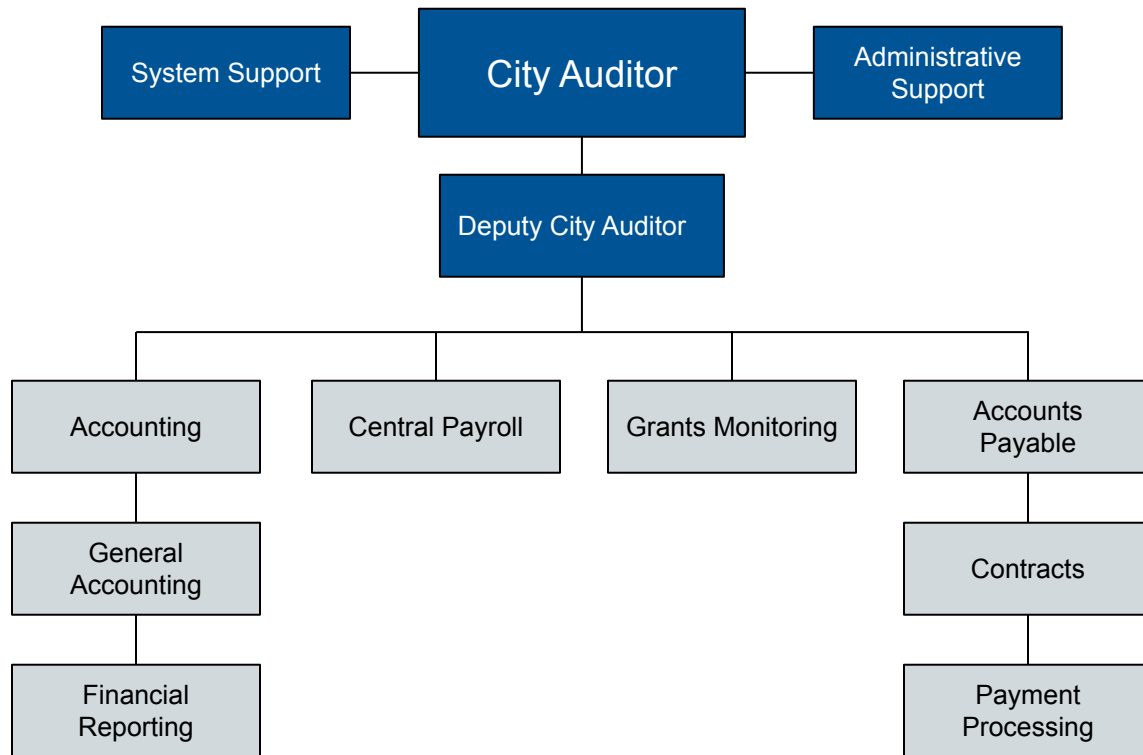 System Support
City Auditor
Administrative
Support
Deputy City Auditor
Accounting
Central Payroll
Grants Monitoring
Accounts
Payable
General
Accounting
Contracts
Financial
Reporting
Payment
Processing